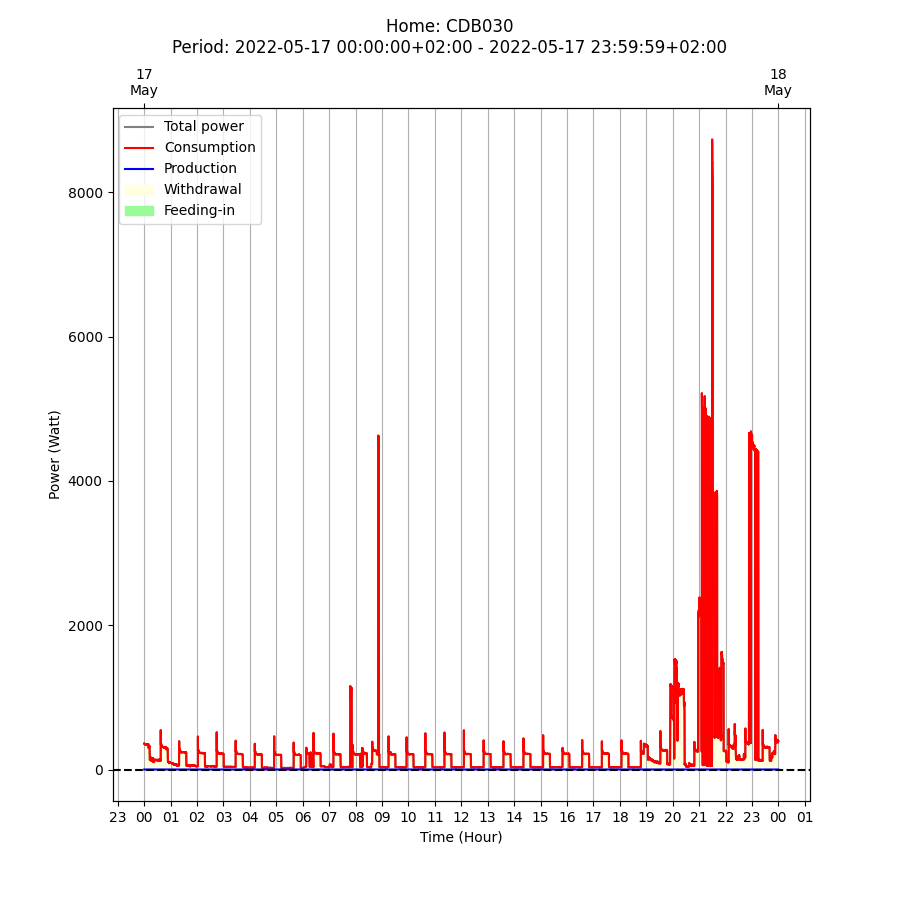 Home: CDB030
Period: 2022-05-17 00:00:00+02:00 - 2022-05-17 23:59:59+02:00
17 18
May May
Total power
Consumption
Production
Withdrawal
Feeding-in
8000
6000
4000
2000
0
Power (Watt)
23 00 01 02 03 04 05 06 07 08 09 10 11 12 13 14 15 16 17 18 19 20 21 22 23 00 01
Time (Hour)